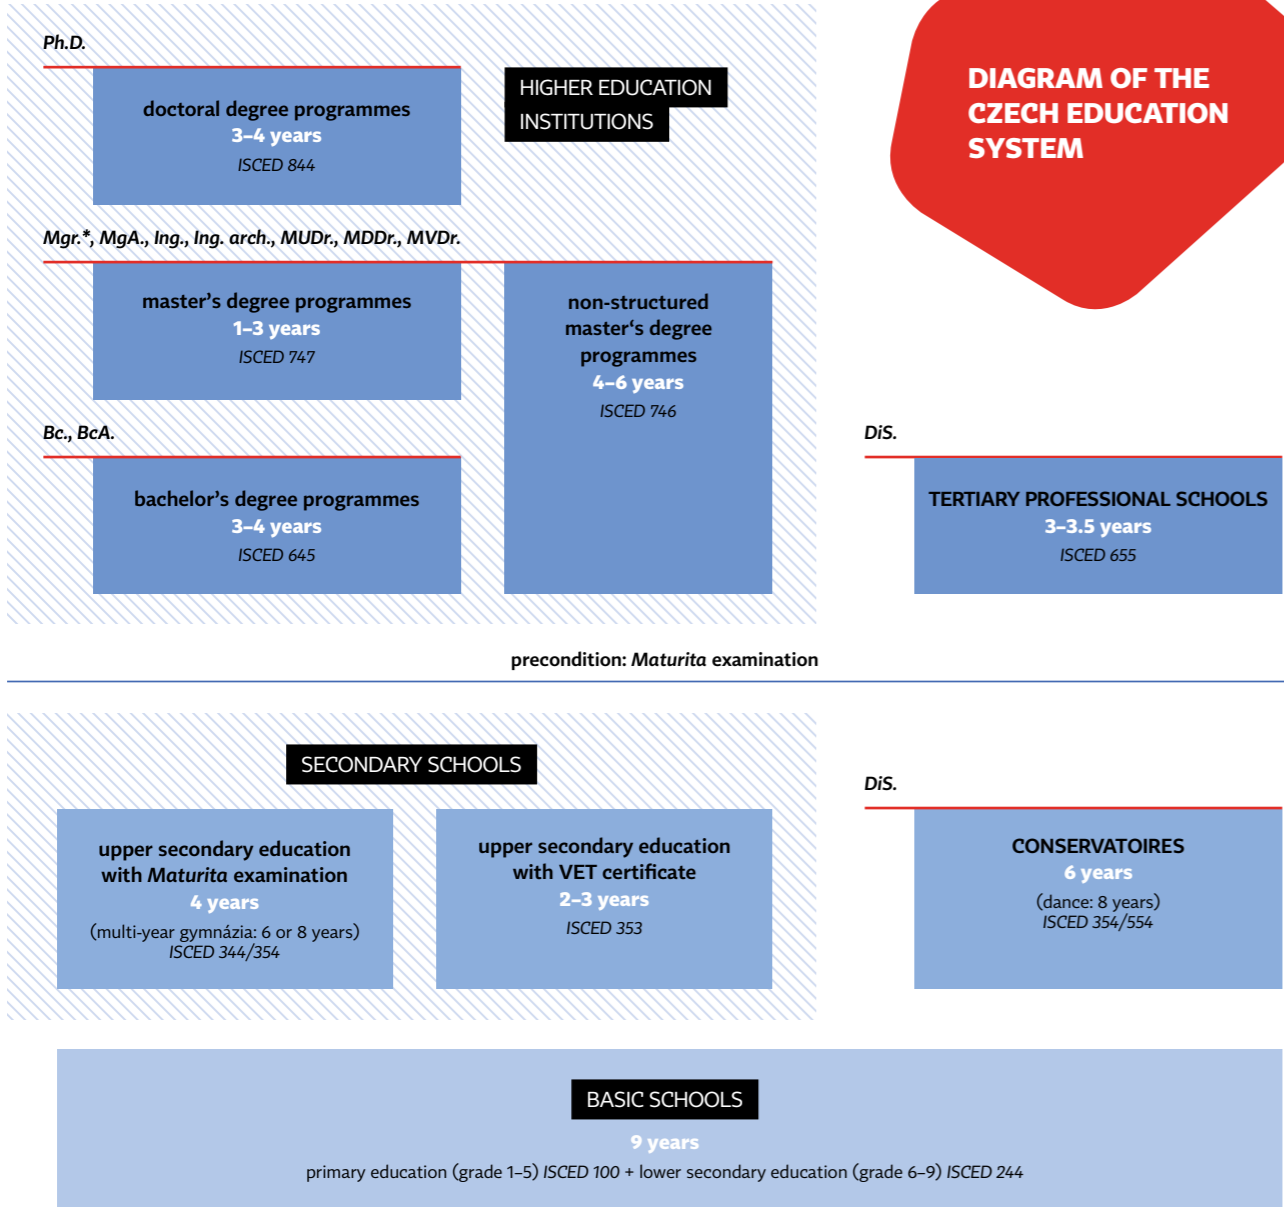 DIAGRAM OF THE
CZECH EDUCATION
SYSTEM
HIGHER EDUCATION
INSTITUTIONS
Ph.D.
doctoral degree programmes
3–4 years
ISCED 844
Mgr.*, MgA., Ing., Ing. arch., MUDr., MDDr., MVDr.
master’s degree programmes
1–3 years
ISCED 747
non-structured
master‘s degree
programmes
4–6 years
ISCED 746
Bc., BcA.
bachelor’s degree programmes
3–4 years
ISCED 645
DiS.
TERTIARY PROFESSIONAL SCHOOLS
3–3.5 years
ISCED 655
precondition: Maturita examination
SECONDARY SCHOOLS
upper secondary education
with Maturita examination
4 years
(multi-year gymnázia: 6 or 8 years)
ISCED 344/354
upper secondary education
with VET certificate
2–3 years
ISCED 353
DiS.
CONSERVATOIRES
6 years
(dance: 8 years)
ISCED 354/554
BASIC SCHOOLS
9 years
primary education (grade 1–5) ISCED 100 + lower secondary education (grade 6–9) ISCED 244